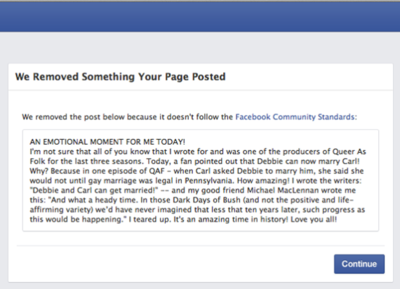 We Removed Something Your Page Posted
We removed the post below because it doesn't follow the Facebook Community Standards:
AN EMOTIONAL MOMENT FOR ME TODAY!
I'm not sure that all of you know that I wrote for and was one of the producers of Queer As
Folk for the last three seasons. Today, a fan pointed out that Debbie can now marry Carl!
Why? Because in one episode of QAF - when Carl asked Debbie to marry him, she said she
would not until gay marriage was legal in Pennsylvania. How amazing! I wrote the writers:
"Debbie and Carl can get married!" -- and my good friend Michael MacLennan wrote me
this: "And what a heady time. In those Dark Days of Bush (and not the positive and life-
affirming variety) we'd have never imagined that less that ten years later, such progress as
this would be happening." I teared up. It's an amazing time in history! Love you all!
Continue